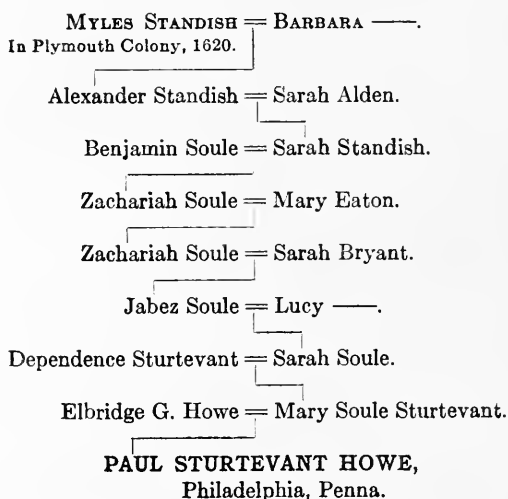 MYLES STANDISH = BARBARA ——.
In Plymouth Colony, 1620.
Alexander Standish = Sarah Alden.
Benjamin Soule = Sarah Standish.
Zachariah Soule = Mary Eaton.
Zachariah Soule = Sarah Bryant.
Jabez Soule = Lucy ——.
Dependence Sturtevant = Sarah Soule.
Elbridge G. Howe = Mary Soule Sturtevant.
PAUL STURTEVANT HOWE,
Philadelphia, Penna.